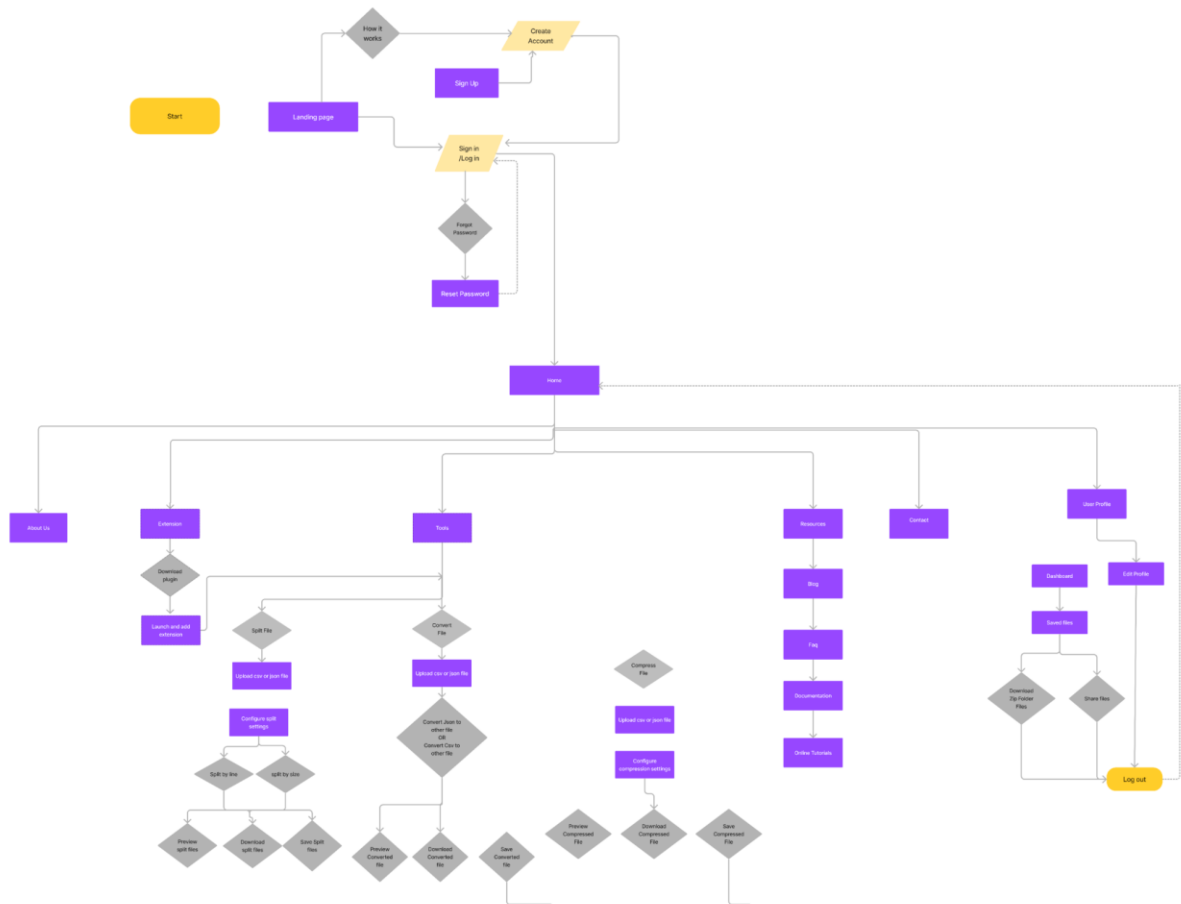 How it
works
Create
Account
Sign Up
Start
Landing page
Sign in
/Log in
Forgot
Password
Reset Password
Home
About Us
Extension
Tools
Resources
Contact
User Profile
Download
plugin
Launch and add
extension
Split File
Convert
File
Compress
File
Blog
Dashboard
Edit Profile
Saved files
Faq
Upload csv or json file
Upload csv or json file
Upload csv or json file
Documentation
Download
Zip Folder
Files
Share files
Configure split
settings
Convert Json to
other file
OR
Convert Csv to
other file
Configure
compression settings
Online Tutorials
Split by line
split by size
Log out
Preview
split files
Download
split files
Save Split
files
Preview
Converted
file
Download
Converted
file
Save
Converted
file
Preview
Compressed
File
Download
Compressed
File
Save
Compressed
File